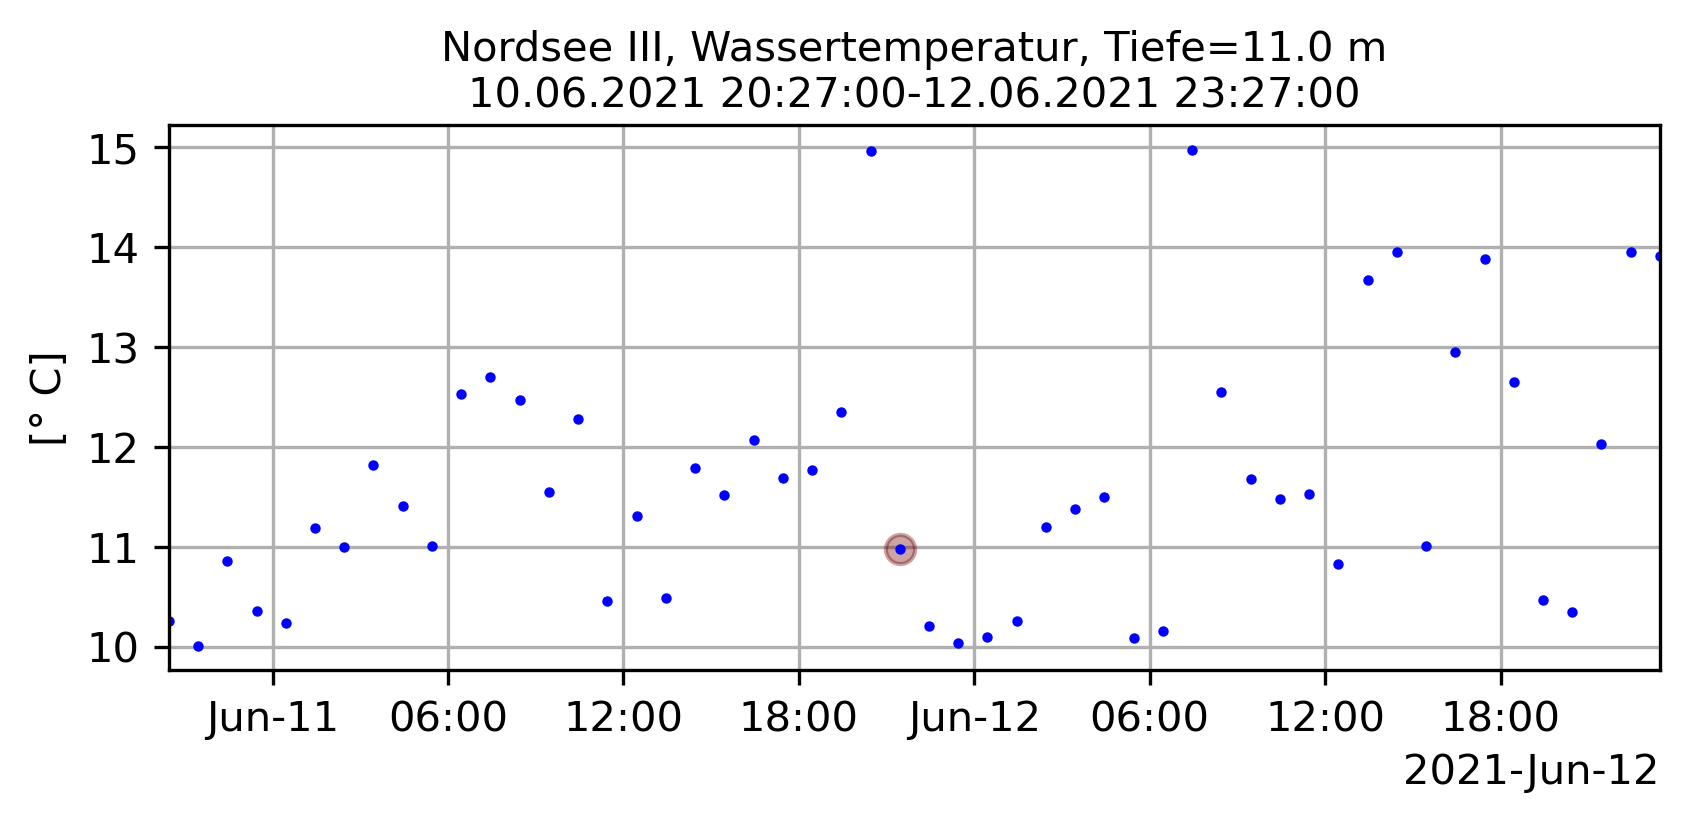 Nordsee III, Wassertemperatur, Tiefe=11.0 m
10.06.2021 20:27:00-12.06.2021 23:27:00
[° C]
15
14
13
12
11
10
Jun-11 06:00 12:00 18:00 Jun-12 06:00 12:00 18:00
2021-Jun-12